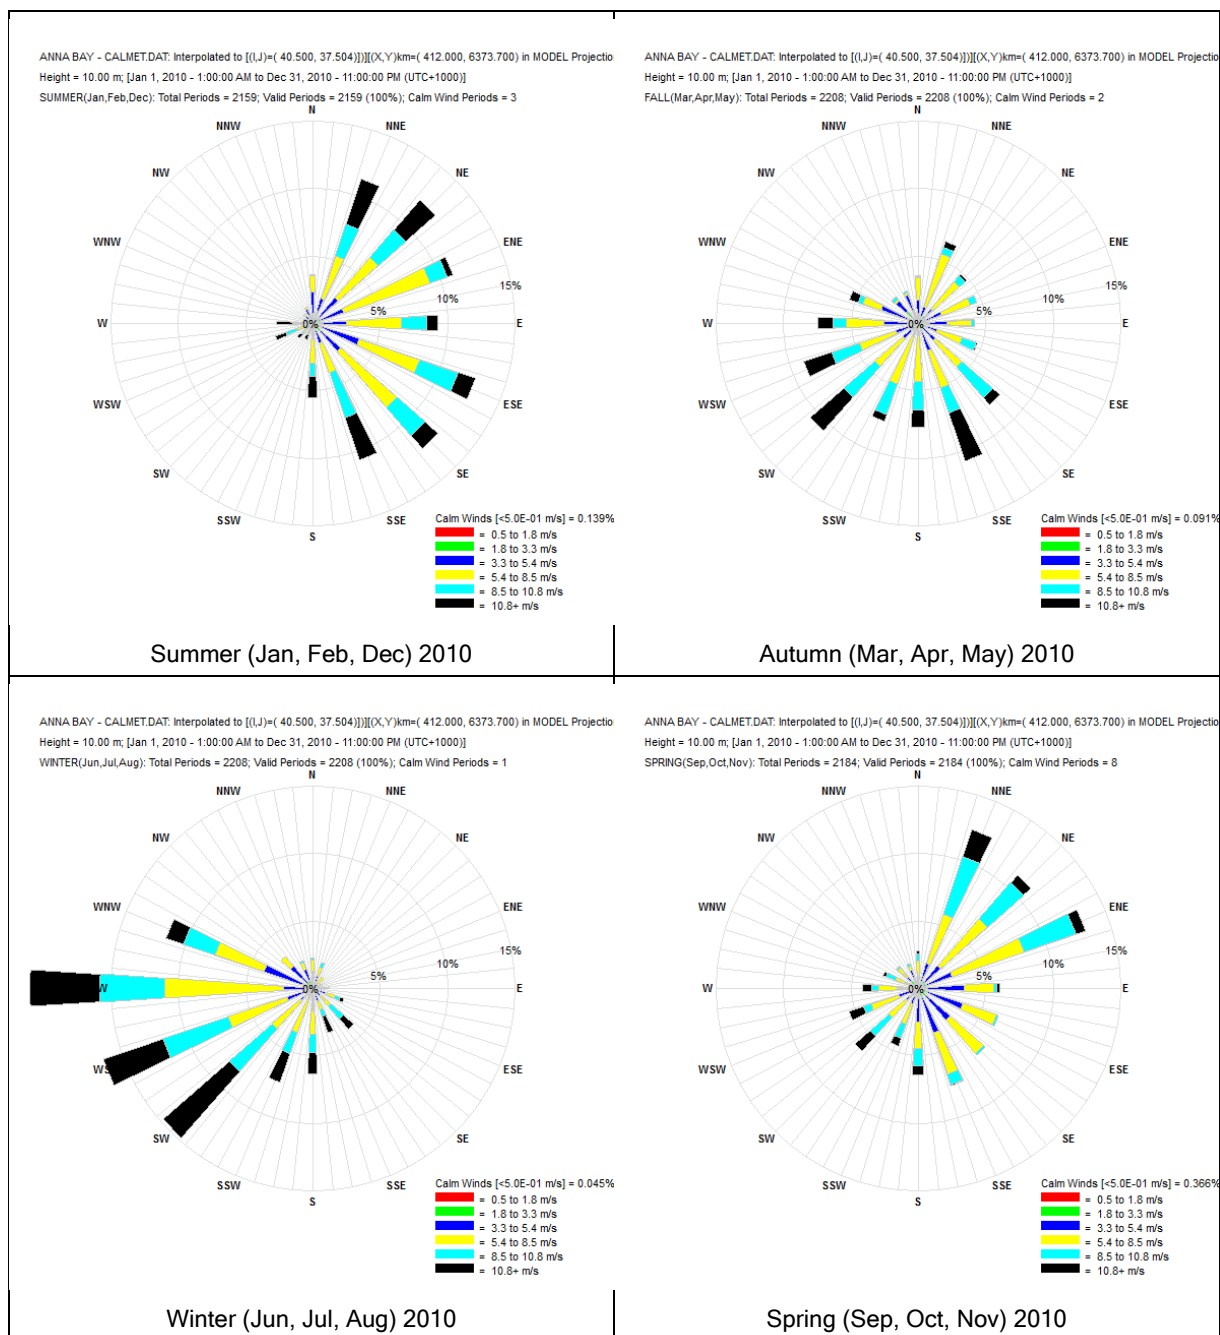 ANNA BAY - CALMET.DAT: Interpolated to [(I,J)=( 40.500, 37.504)])][(X,Y)km=( 412.000, 6373.700) in MODEL Projectio
Height = 10.00 m; [Jan 1, 2010 - 1:00:00 AM to Dec 31, 2010 - 11:00:00 PM (UTC+1000)]
SUMMER(Jan,Feb,Dec): Total Periods = 2159; Valid Periods = 2159 (100%); Calm Wind Periods = 3
N
NNW NNE
NW NE
WNW ENE
15%
10%
5%
W 0% E
WSW ESE
SW SE
SSW SSE
S
Calm Winds [<5.0E-01 m/s] = 0.139%
= 0.5 to 1.8 m/s
= 1.8 to 3.3 m/s
= 3.3 to 5.4 m/s
= 5.4 to 8.5 m/s
= 8.5 to 10.8 m/s
= 10.8+ m/s
Summer (Jan, Feb, Dec) 2010
ANNA BAY - CALMET.DAT: Interpolated to [(I,J)=( 40.500, 37.504)])][(X,Y)km=( 412.000, 6373.700) in MODEL Projectio
Height = 10.00 m; [Jan 1, 2010 - 1:00:00 AM to Dec 31, 2010 - 11:00:00 PM (UTC+1000)]
FALL(Mar,Apr,May): Total Periods = 2208; Valid Periods = 2208 (100%); Calm Wind Periods = 2
N
NNW NNE
NW NE
WNW ENE
15%
10%
5%
W 0% E
WSW ESE
SW SE
SSW SSE
S
Calm Winds [<5.0E-01 m/s] = 0.091%
= 0.5 to 1.8 m/s
= 1.8 to 3.3 m/s
= 3.3 to 5.4 m/s
= 5.4 to 8.5 m/s
= 8.5 to 10.8 m/s
= 10.8+ m/s
Autumn (Mar, Apr, May) 2010
ANNA BAY - CALMET.DAT: Interpolated to [(I,J)=( 40.500, 37.504)])][(X,Y)km=( 412.000, 6373.700) in MODEL Projectio
Height = 10.00 m; [Jan 1, 2010 - 1:00:00 AM to Dec 31, 2010 - 11:00:00 PM (UTC+1000)]
WINTER(Jun,Jul,Aug): Total Periods = 2208; Valid Periods = 2208 (100%); Calm Wind Periods = 1
N
NNW NNE
NW NE
WNW ENE
15%
10%
5%
W 0% E
WS ESE
SW SE
SSW SSE
S
Calm Winds [<5.0E-01 m/s] = 0.045%
= 0.5 to 1.8 m/s
= 1.8 to 3.3 m/s
= 3.3 to 5.4 m/s
= 5.4 to 8.5 m/s
= 8.5 to 10.8 m/s
= 10.8+ m/s
Winter (Jun, Jul, Aug) 2010
ANNA BAY - CALMET.DAT: Interpolated to [(I,J)=( 40.500, 37.504)])][(X,Y)km=( 412.000, 6373.700) in MODEL Projectio
Height = 10.00 m; [Jan 1, 2010 - 1:00:00 AM to Dec 31, 2010 - 11:00:00 PM (UTC+1000)]
SPRING(Sep,Oct,Nov): Total Periods = 2184; Valid Periods = 2184 (100%); Calm Wind Periods = 8
N
NNW NNE
NW NE
WNW ENE
15%
10%
5%
W 0% E
WSW ESE
SW SE
SSW SSE
S
Calm Winds [<5.0E-01 m/s] = 0.366%
= 0.5 to 1.8 m/s
= 1.8 to 3.3 m/s
= 3.3 to 5.4 m/s
= 5.4 to 8.5 m/s
= 8.5 to 10.8 m/s
= 10.8+ m/s
Spring (Sep, Oct, Nov) 2010